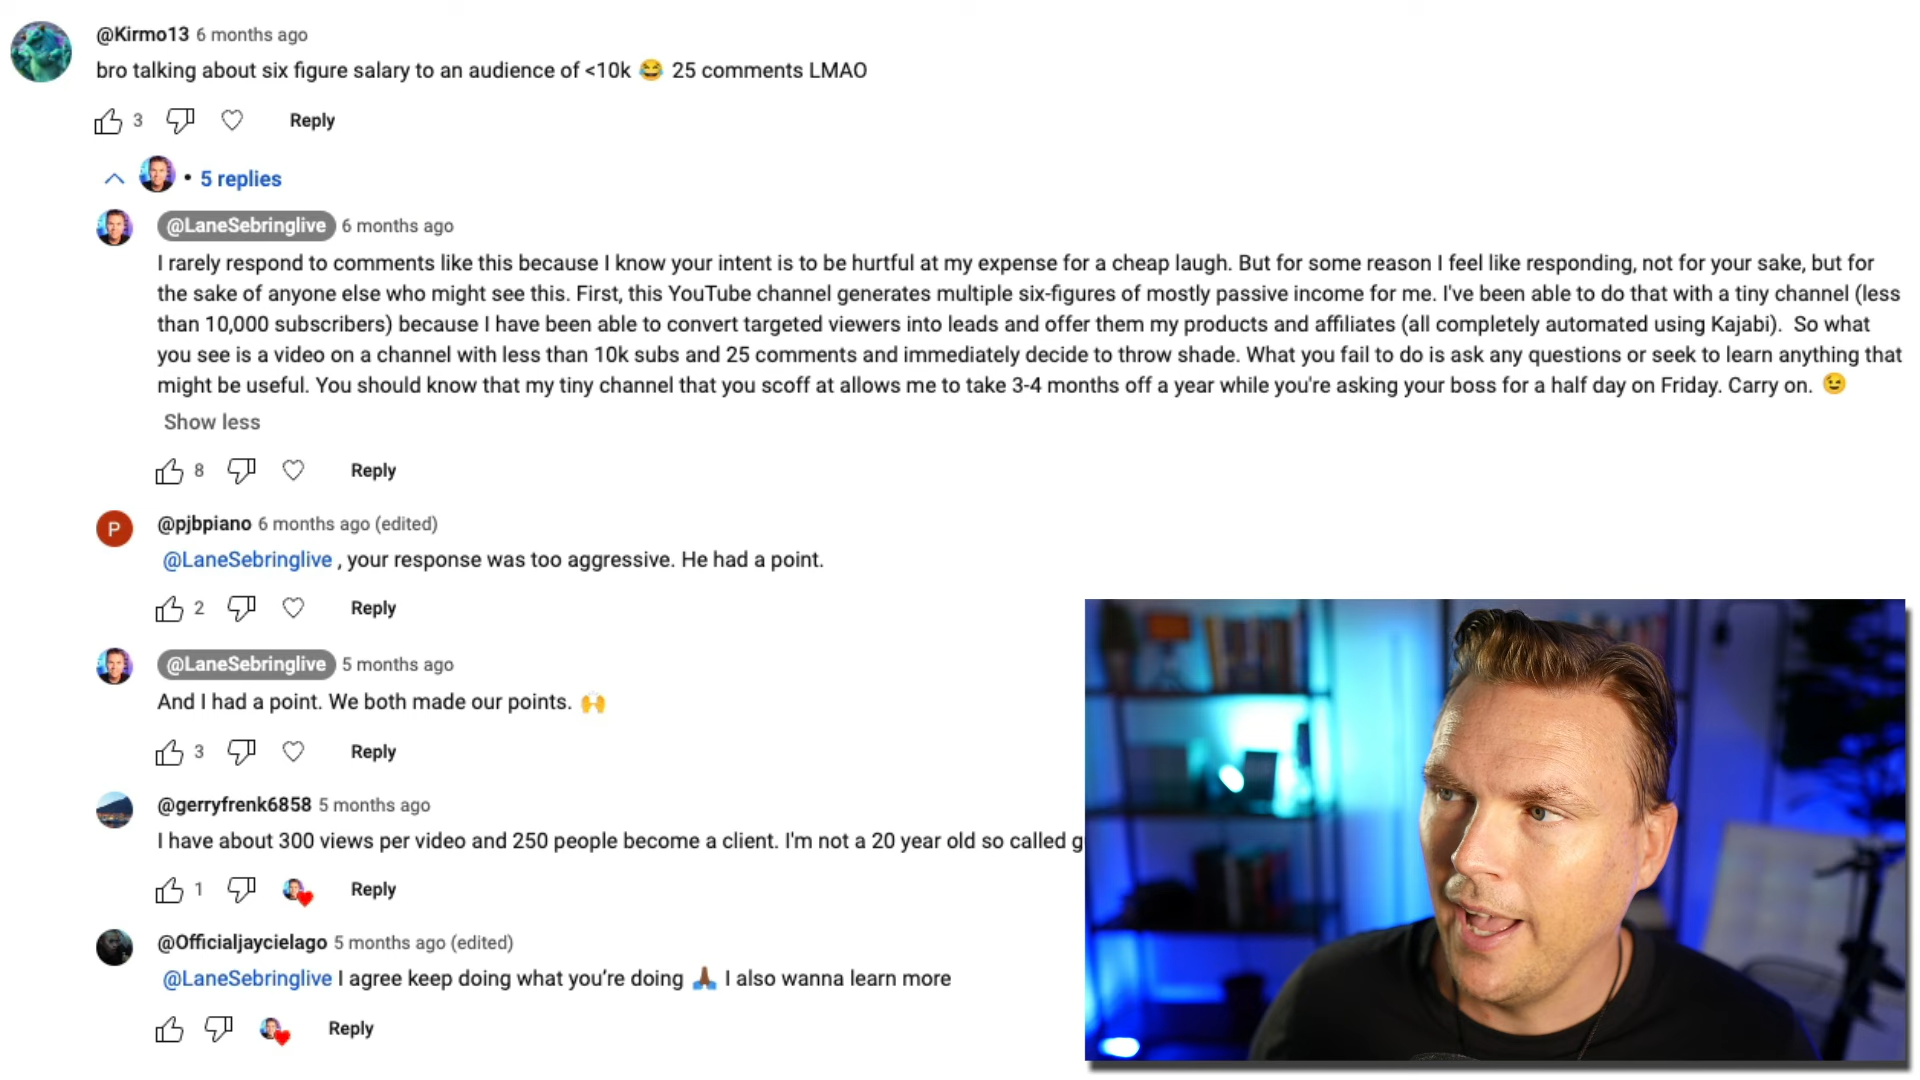 @Kirmo13 6 months ago
bro talking about six figure salary to an audience of <10k 😂 25 comments LMAO
3 Reply
• 5 replies
@LaneSebringlive 6 months ago
I rarely respond to comments like this because I know your intent is to be hurtful at my expense for a cheap laugh. But for some reason I feel like responding, not for your sake, but for
the sake of anyone else who might see this. First, this YouTube channel generates multiple six-figures of mostly passive income for me. I've been able to do that with a tiny channel (less
than 10,000 subscribers) because I have been able to convert targeted viewers into leads and offer them my products and affiliates (all completely automated using Kajabi). So what
you see is a video on a channel with less than 10k subs and 25 comments and immediately decide to throw shade. What you fail to do is ask any questions or seek to learn anything that
might be useful. You should know that my tiny channel that you scoff at allows me to take 3-4 months off a year while you're asking your boss for a half day on Friday. Carry on. 😉
Show less
8 Reply
P
@pjbpiano 6 months ago (edited)
@LaneSebringlive , your response was too aggressive. He had a point.
2 Reply
@LaneSebringlive 5 months ago
And I had a point. We both made our points. 🙌
3 Reply
@gerryfrenk6858 5 months ago
I have about 300 views per video and 250 people become a client. I'm not a 20 year old so called g
1 Reply
@Officialjaycielago 5 months ago (edited)
@LaneSebringlive I agree keep doing what you’re doing 🙏🏾 I also wanna learn more
Reply